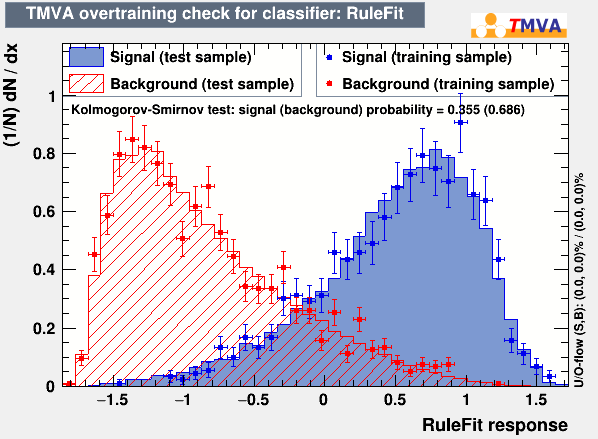 TMVA overtraining check for classifier: RuleFit
TMVA
Signal (test sample)
Background (test sample)
Signal (training sample)
Background (training sample)
Kolmogorov-Smirnov test: signal (background) probability = 0.355 (0.686)
(1/N) dN / dx
1
0.8
0.6
0.4
0.2
0
−1.5
−1
−0.5
0
0.5
1
1.5
RuleFit response
U/O-flow (S,B): (0.0, 0.0)% / (0.0, 0.0)%